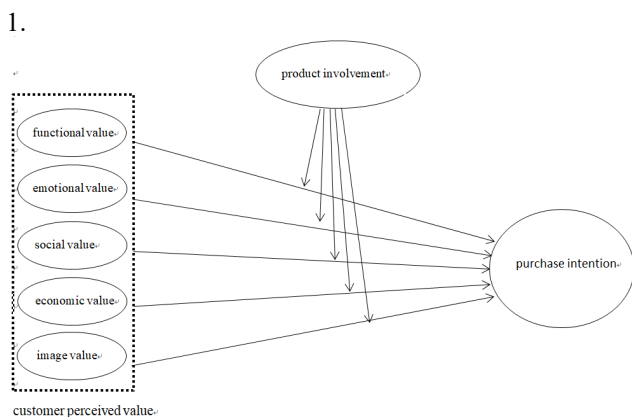 1.
product involvement
functional value
emotional value
social value
purchase intention
economic value
image value
customer perceived value